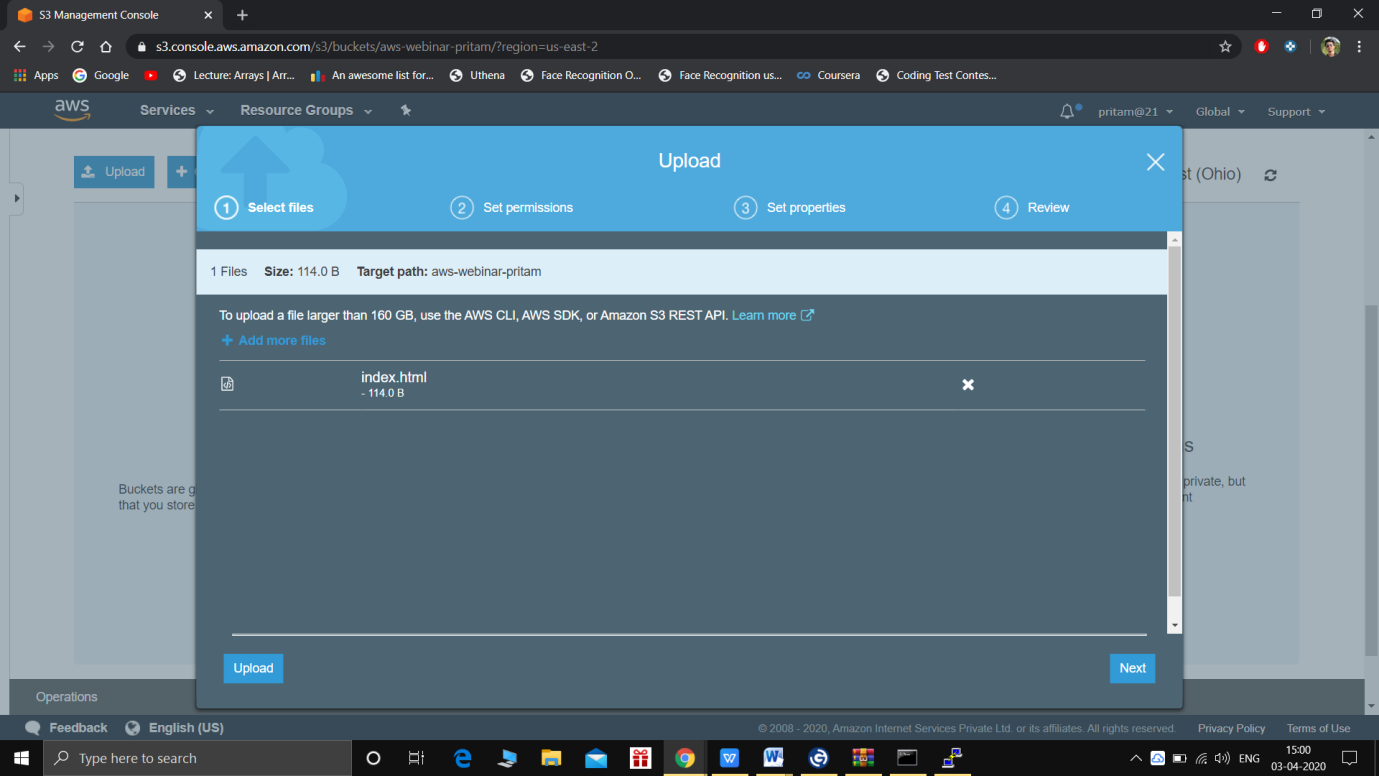 S3 Management Console
s3.console.aws.amazon.com/s3/buckets/aws-webinar-pritam/?region=us-east-2
Apps Google Lecture: Arrays | Arr... An awesome list for... Uthena Face Recognition O... Face Recognition us... Coursera Coding Test Contes...
aws Services Resource Groups pritam@21 Global Support
Upload
Upload
st (Ohio)
1 Select files 2 Set permissions 3 Set properties 4 Review
1 Files Size: 114.0 B Target path: aws-webinar-pritam
To upload a file larger than 160 GB, use the AWS CLI, AWS SDK, or Amazon S3 REST API. Learn more
+ Add more files
index.html
- 114.0 B
s
Buckets are g
that you store
private, but
nt
Upload Next
Operations
Feedback English (US) © 2008 - 2020, Amazon Internet Services Private Ltd. or its affiliates. All rights reserved. Privacy Policy Terms of Use
Type here to search ENG 15:00
03-04-2020